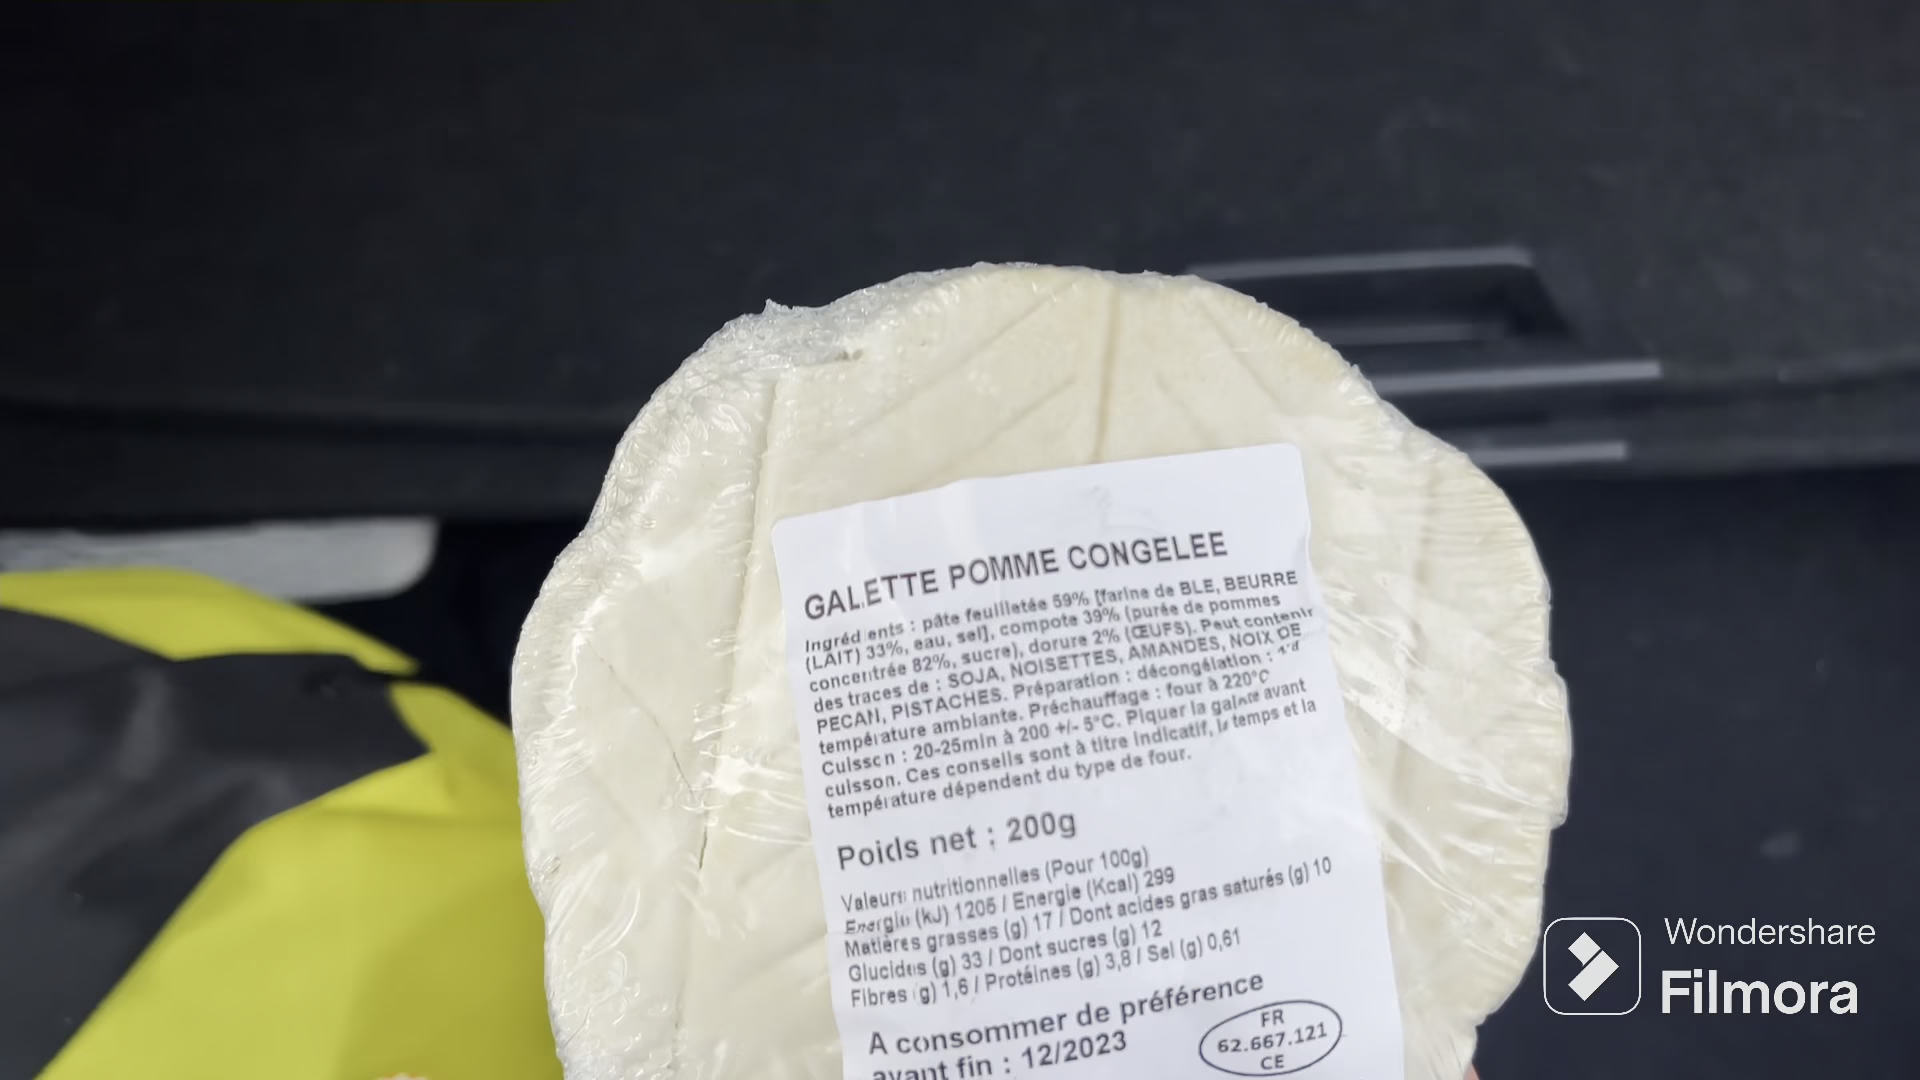 GALETTE POMME CONGELEE
Ingrédients : pâte feuilletée 59% [farine de BLE, BEURRE
(LAIT) 33%, eau, sel], compote 39% (purée de pommes
concentrée 82%, sucre), dorure 2% (ŒUFS). Peut contenir
des traces de : SOJA, NOISETTES, AMANDES, NOIX DE
PECAN, PISTACHES. Préparation : décongélation :
température ambiante. Préchauffage : four à 220°C
Cuisson : 20-25min à 200 +/- 5°C. Piquer la galette avant
cuisson. Ces conseils sont à titre indicatif, le temps et la
température dépendent du type de four.
Poids net : 200g
Valeurs nutritionnelles (Pour 100g)
Energie (kJ) 1206 / Energie (Kcal) 299
Matières grasses (g) 17 / Dont acides gras saturés (g) 10
Glucides (g) 33 / Dont sucres (g) 12
Fibres (g) 1,6 / Protéines (g) 3,8 / Sel (g) 0,61
A consommer de préférence
avant fin : 12/2023
FR
62.667.121
CE
Wondershare
Filmora